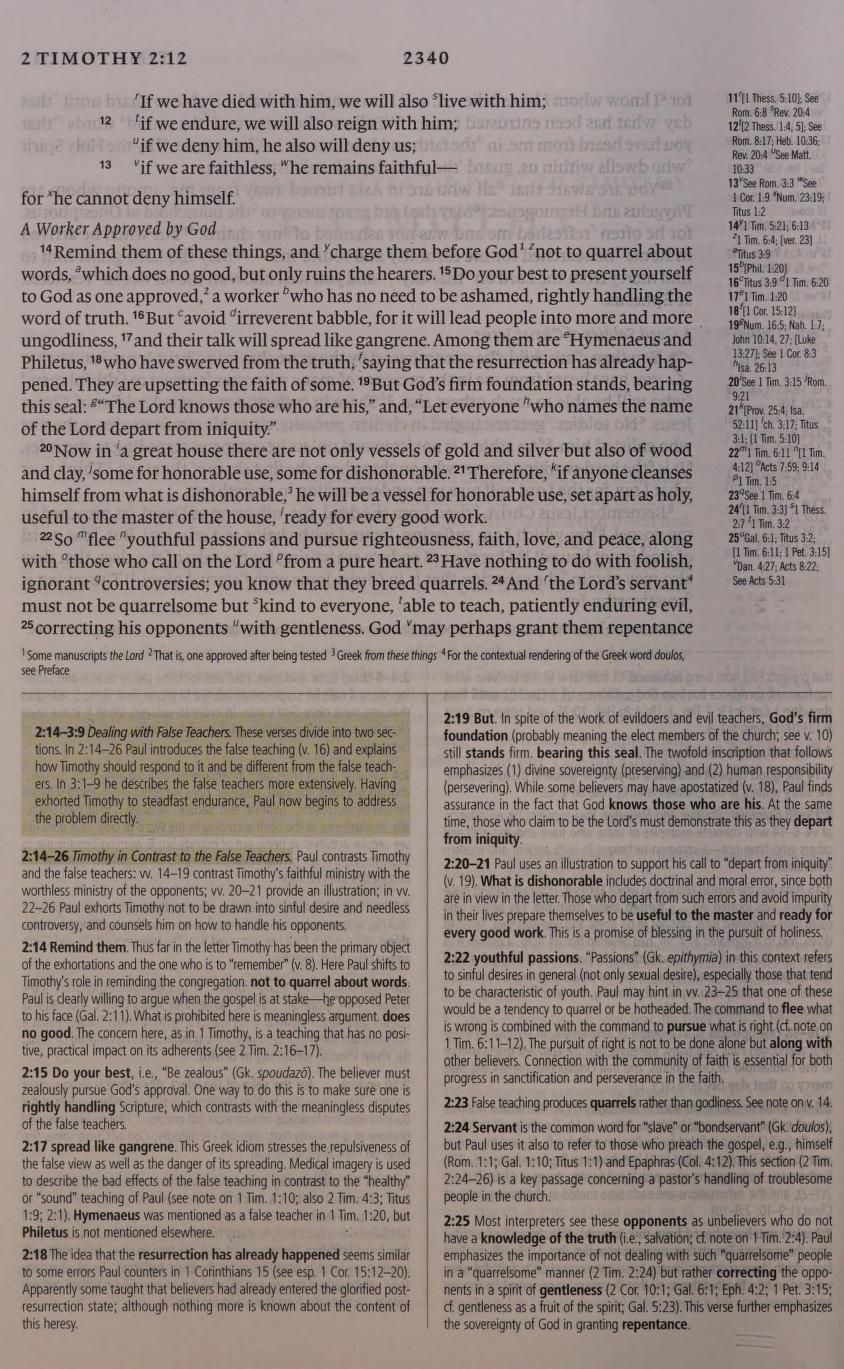 2 TIMOTHY 2:12
2340
ʳIf we have died with him, we will also ˢlive with him;
12 ᵗif we endure, we will also reign with him;
ᵘif we deny him, he also will deny us;
13 ᵛif we are faithless, ʷhe remains faithful—
for ˣhe cannot deny himself.
A Worker Approved by God
14 Remind them of these things, and ʸcharge them before God¹ ᶻnot to quarrel about
words, ᵃwhich does no good, but only ruins the hearers. 15 Do your best to present yourself
to God as one approved,² a worker ᵇwho has no need to be ashamed, rightly handling the
word of truth. 16 But ᶜavoid ᵈirreverent babble, for it will lead people into more and more
ungodliness, 17 and their talk will spread like gangrene. Among them are ᵉHymenaeus and
Philetus, 18 who have swerved from the truth, ᶠsaying that the resurrection has already hap-
pened. They are upsetting the faith of some. 19 But God's firm foundation stands, bearing
this seal: ᵍ“The Lord knows those who are his,” and, “Let everyone ʰwho names the name
of the Lord depart from iniquity.”
20 Now in ⁱa great house there are not only vessels of gold and silver but also of wood
and clay, ʲsome for honorable use, some for dishonorable. 21 Therefore, ᵏif anyone cleanses
himself from what is dishonorable,³ he will be a vessel for honorable use, set apart as holy,
useful to the master of the house, ˡready for every good work.
22 So ᵐflee ⁿyouthful passions and pursue righteousness, faith, love, and peace, along
with ᵒthose who call on the Lord ᵖfrom a pure heart. 23 Have nothing to do with foolish,
ignorant ᑫcontroversies; you know that they breed quarrels. 24 And ʳthe Lord's servant⁴
must not be quarrelsome but ˢkind to everyone, ᵗable to teach, patiently enduring evil,
25 correcting his opponents ᵘwith gentleness. God ᵛmay perhaps grant them repentance
11 ʳ[1 Thess. 5:10]; See
Rom. 6:8 ˢRev. 20:4
12 ᵗ[2 Thess. 1:4, 5]; See
Rom. 8:17; Heb. 10:36;
Rev. 20:4 ᵘSee Matt.
10:33
13 ᵛSee Rom. 3:3 ʷSee
1 Cor. 1:9 ˣNum. 23:19;
Titus 1:2
14 ʸ1 Tim. 5:21; 6:13
ᶻ1 Tim. 6:4; [ver. 23]
ᵃTitus 3:9
15 ᵇ[Phil. 1:20]
16 ᶜTitus 3:9 ᵈ1 Tim. 6:20
17 ᵉ1 Tim. 1:20
18 ᶠ[1 Cor. 15:12]
19 ᵍNum. 16:5; Nah. 1:7;
John 10:14, 27; [Luke
13:27]; See 1 Cor. 8:3
ʰIsa. 26:13
20 ⁱSee 1 Tim. 3:15 ʲRom.
9:21
21 ᵏ[Prov. 25:4; Isa.
52:11] ˡch. 3:17; Titus
3:1; [1 Tim. 5:10]
22 ᵐ1 Tim. 6:11 ⁿ[1 Tim.
4:12] ᵒActs 7:59; 9:14
ᵖ1 Tim. 1:5
23 ᑫSee 1 Tim. 6:4
24 ʳ[1 Tim. 3:3] ˢ1 Thess.
2:7 ᵗ1 Tim. 3:2
25 ᵘGal. 6:1; Titus 3:2;
[1 Tim. 6:11; 1 Pet. 3:15]
ᵛDan. 4:27; Acts 8:22;
See Acts 5:31
¹ Some manuscripts the Lord ² That is, one approved after being tested ³ Greek from these things ⁴ For the contextual rendering of the Greek word doulos,
see Preface
2:14–3:9 Dealing with False Teachers. These verses divide into two sec-
tions. In 2:14–26 Paul introduces the false teaching (v. 16) and explains
how Timothy should respond to it and be different from the false teach-
ers. In 3:1–9 he describes the false teachers more extensively. Having
exhorted Timothy to steadfast endurance, Paul now begins to address
the problem directly.
2:14–26 Timothy in Contrast to the False Teachers. Paul contrasts Timothy
and the false teachers: vv. 14–19 contrast Timothy's faithful ministry with the
worthless ministry of the opponents; vv. 20–21 provide an illustration; in vv.
22–26 Paul exhorts Timothy not to be drawn into sinful desire and needless
controversy, and counsels him on how to handle his opponents.
2:14 Remind them. Thus far in the letter Timothy has been the primary object
of the exhortations and the one who is to “remember” (v. 8). Here Paul shifts to
Timothy's role in reminding the congregation. not to quarrel about words.
Paul is clearly willing to argue when the gospel is at stake—he opposed Peter
to his face (Gal. 2:11). What is prohibited here is meaningless argument. does
no good. The concern here, as in 1 Timothy, is a teaching that has no posi-
tive, practical impact on its adherents (see 2 Tim. 2:16–17).
2:15 Do your best, i.e., “Be zealous” (Gk. spoudazō). The believer must
zealously pursue God's approval. One way to do this is to make sure one is
rightly handling Scripture, which contrasts with the meaningless disputes
of the false teachers.
2:17 spread like gangrene. This Greek idiom stresses the repulsiveness of
the false view as well as the danger of its spreading. Medical imagery is used
to describe the bad effects of the false teaching in contrast to the “healthy”
or “sound” teaching of Paul (see note on 1 Tim. 1:10; also 2 Tim. 4:3; Titus
1:9; 2:1). Hymenaeus was mentioned as a false teacher in 1 Tim. 1:20, but
Philetus is not mentioned elsewhere.
2:18 The idea that the resurrection has already happened seems similar
to some errors Paul counters in 1 Corinthians 15 (see esp. 1 Cor. 15:12–20).
Apparently some taught that believers had already entered the glorified post-
resurrection state; although nothing more is known about the content of
this heresy.
2:19 But. In spite of the work of evildoers and evil teachers, God's firm
foundation (probably meaning the elect members of the church; see v. 10)
still stands firm. bearing this seal. The twofold inscription that follows
emphasizes (1) divine sovereignty (preserving) and (2) human responsibility
(persevering). While some believers may have apostatized (v. 18), Paul finds
assurance in the fact that God knows those who are his. At the same
time, those who claim to be the Lord's must demonstrate this as they depart
from iniquity.
2:20–21 Paul uses an illustration to support his call to “depart from iniquity”
(v. 19). What is dishonorable includes doctrinal and moral error, since both
are in view in the letter. Those who depart from such errors and avoid impurity
in their lives prepare themselves to be useful to the master and ready for
every good work. This is a promise of blessing in the pursuit of holiness.
2:22 youthful passions. “Passions” (Gk. epithymia) in this context refers
to sinful desires in general (not only sexual desire), especially those that tend
to be characteristic of youth. Paul may hint in vv. 23–25 that one of these
would be a tendency to quarrel or be hotheaded. The command to flee what
is wrong is combined with the command to pursue what is right (cf. note on
1 Tim. 6:11–12). The pursuit of right is not to be done alone but along with
other believers. Connection with the community of faith is essential for both
progress in sanctification and perseverance in the faith.
2:23 False teaching produces quarrels rather than godliness. See note on v. 14.
2:24 Servant is the common word for “slave” or “bondservant” (Gk. doulos),
but Paul uses it also to refer to those who preach the gospel, e.g., himself
(Rom. 1:1; Gal. 1:10; Titus 1:1) and Epaphras (Col. 4:12). This section (2 Tim.
2:24–26) is a key passage concerning a pastor's handling of troublesome
people in the church.
2:25 Most interpreters see these opponents as unbelievers who do not
have a knowledge of the truth (i.e., salvation; cf. note on 1 Tim. 2:4). Paul
emphasizes the importance of not dealing with such “quarrelsome” people
in a “quarrelsome” manner (2 Tim. 2:24) but rather correcting the oppo-
nents in a spirit of gentleness (2 Cor. 10:1; Gal. 6:1; Eph. 4:2; 1 Pet. 3:15;
cf. gentleness as a fruit of the spirit; Gal. 5:23). This verse further emphasizes
the sovereignty of God in granting repentance.